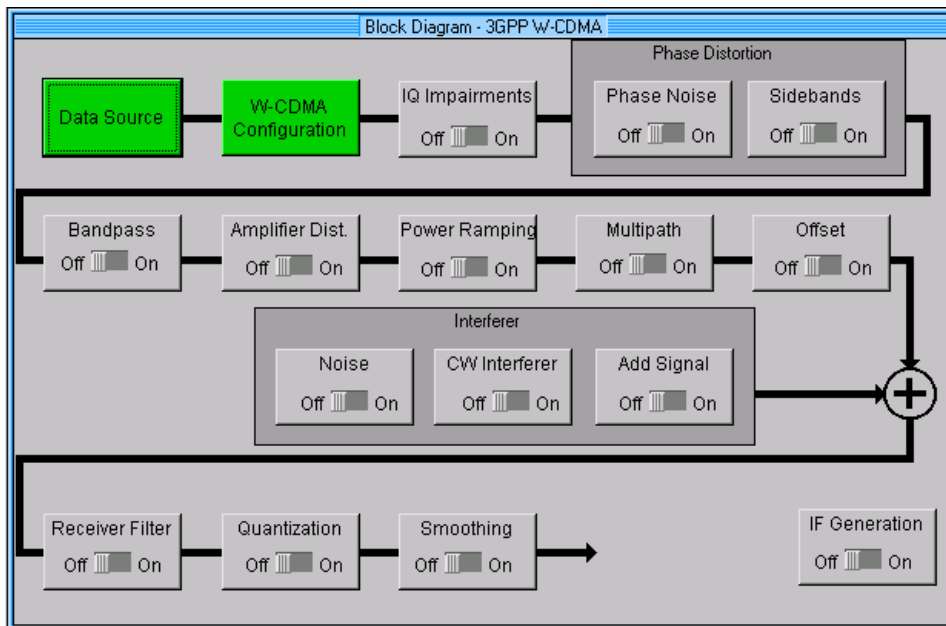 Block Diagram - 3GPP W-CDMA
Phase Distortion
Data Source
W-CDMA
Configuration
IQ Impairments
Off On
Phase Noise
Off On
Sidebands
Off On
Bandpass
Off On
Amplifier Dist.
Off On
Power Ramping
Off On
Multipath
Off On
Offset
Off On
Interferer
Noise
Off On
CW Interferer
Off On
Add Signal
Off On
Receiver Filter
Off On
Quantization
Off On
Smoothing
Off On
IF Generation
Off On